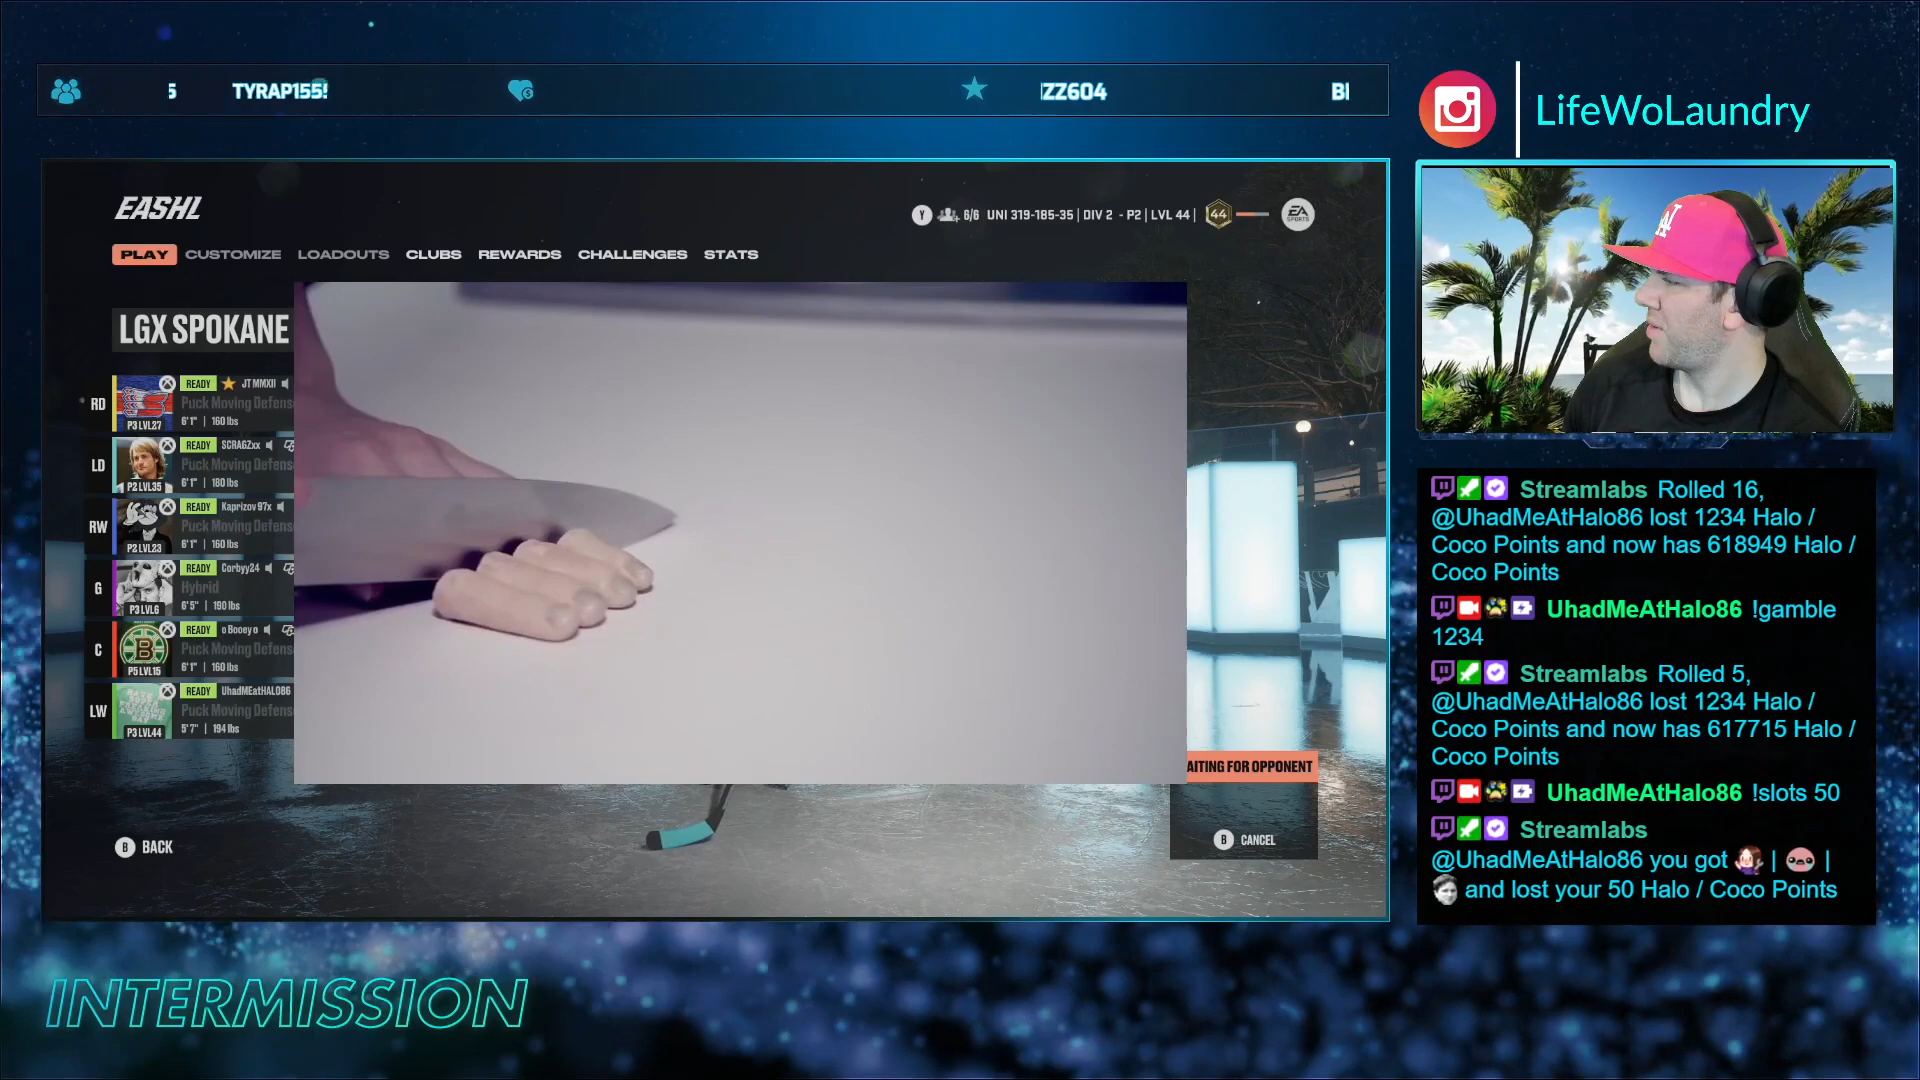 5 TYRAP155! ZZ604
LifeWoLaundry
EASHL
Y 6/6 UNI 319-185-35 | DIV 2 - P2 | LVL 44 | 44 EA SPORTS
PLAY CUSTOMIZE LOADOUTS CLUBS REWARDS CHALLENGES STATS
LGX SPOKANE
RD READY JT MMXII
Puck Moving Defens
P3 LVL27 6'1" | 160 lbs
LD READY SCRAGZxx
Puck Moving Defens
P2 LVL35 6'1" | 180 lbs
RW READY Kaprizov97x
Puck Moving Defens
P2 LVL23 6'1" | 160 lbs
G READY Corbyy24
Hybrid
P3 LVL6 6'5" | 190 lbs
C READY o Booey o
Puck Moving Defens
P5 LVL15 6'1" | 160 lbs
LW READY UhadMEatHALO86
Puck Moving Defens
P3 LVL44 5'7" | 194 lbs
AITING FOR OPPONENT
B BACK
B CANCEL
Streamlabs Rolled 16,
@UhadMeAtHalo86 lost 1234 Halo /
Coco Points and now has 618949 Halo /
Coco Points
UhadMeAtHalo86 !gamble
1234
Streamlabs Rolled 5,
@UhadMeAtHalo86 lost 1234 Halo /
Coco Points and now has 617715 Halo /
Coco Points
UhadMeAtHalo86 !slots 50
Streamlabs
@UhadMeAtHalo86 you got | |
and lost your 50 Halo / Coco Points
INTERMISSION